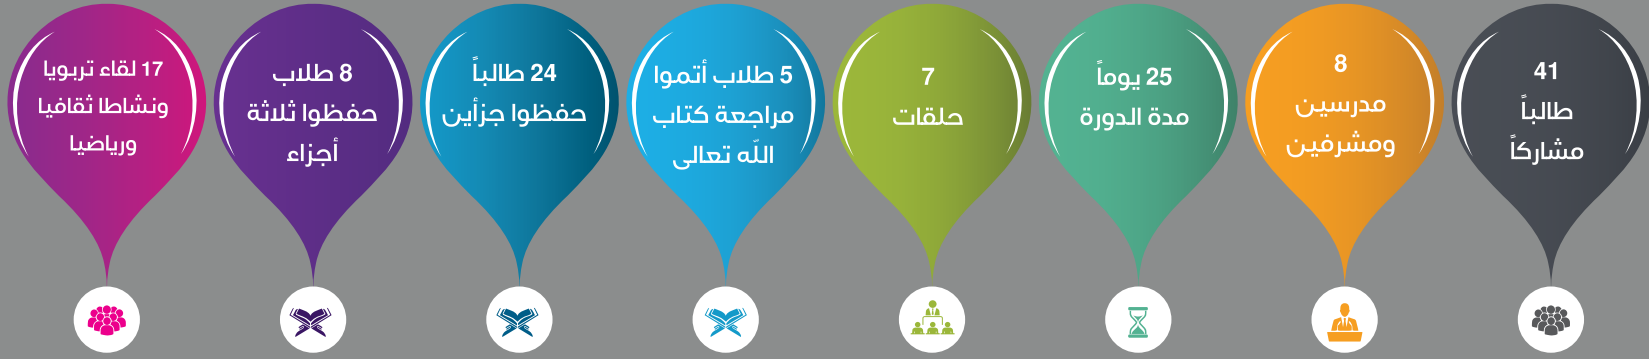 41
طالباً
مشاركاً
8
مدرسين
ومشرفين
25 يوماً
مدة الدورة
7
حلقات
5 طلاب أتموا
مراجعة كتاب
الله تعالى
24 طالباً
حفظوا جزأين
8 طلاب
حفظوا ثلاثة
أجزاء
17 لقاء تربويا
ونشاطا ثقافيا
ورياضيا